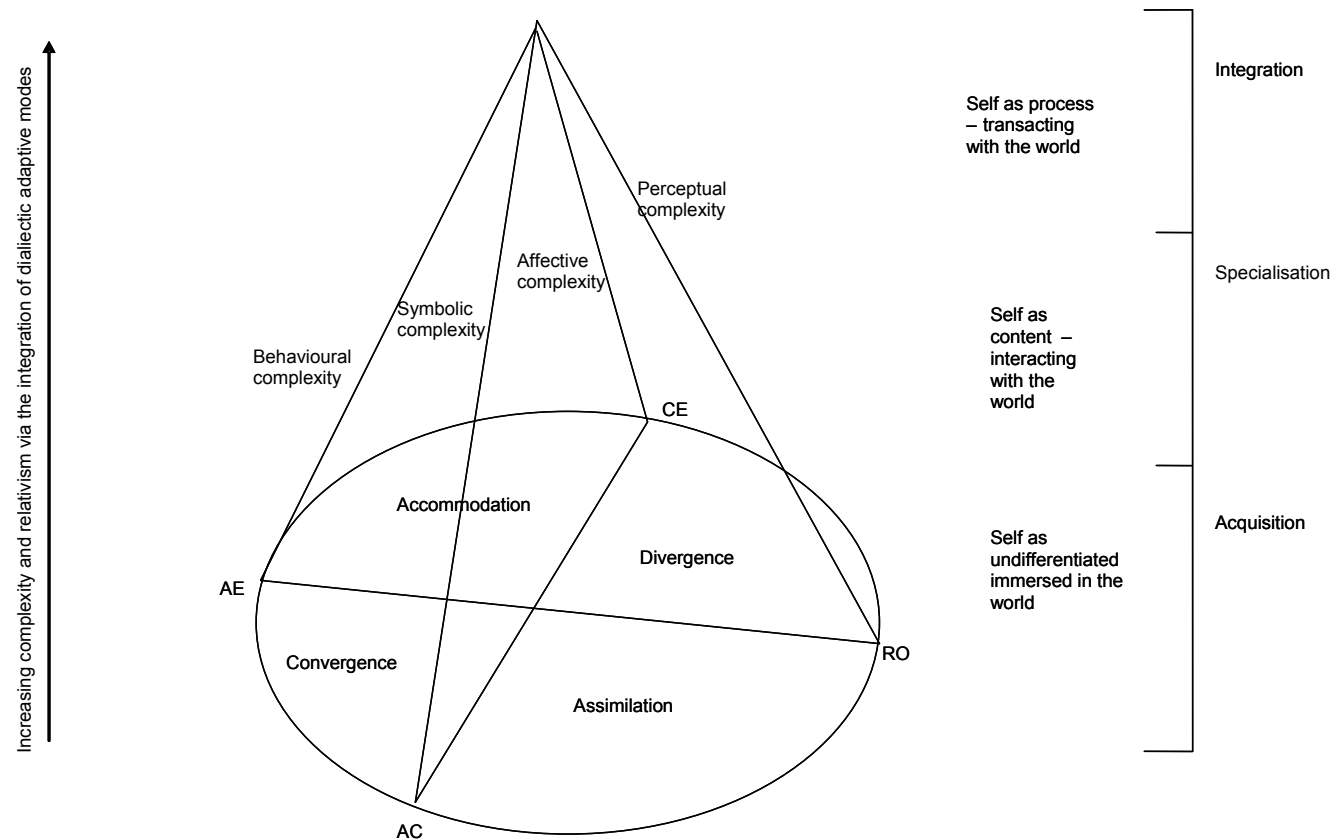 Increasing complexity and relativism via the integration of dialiectic adaptive modes
Integration
Self as process
– transacting
with the world
Perceptual
complexity
Affective
complexity
Specialisation
Symbolic
complexity
Self as
content –
interacting
with the
world
Behavioural
complexity
CE
Accommodation
Acquisition
Divergence
Self as
undifferentiated
immersed in the
world
AE
RO
Convergence
Assimilation
AC